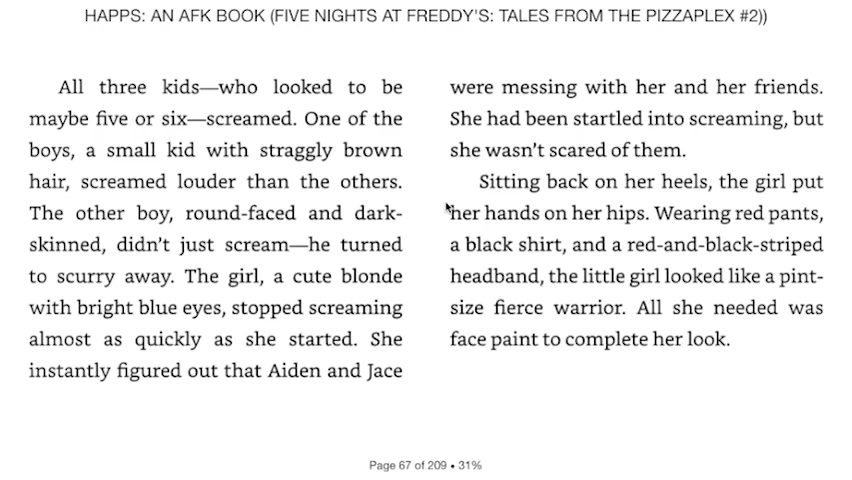 HAPPS: AN AFK BOOK (FIVE NIGHTS AT FREDDY'S: TALES FROM THE PIZZAPLEX #2))
All three kids—who looked to be
maybe five or six—screamed. One of the
boys, a small kid with straggly brown
hair, screamed louder than the others.
The other boy, round-faced and dark-
skinned, didn't just scream—he turned
to scurry away. The girl, a cute blonde
with bright blue eyes, stopped screaming
almost as quickly as she started. She
instantly figured out that Aiden and Jace
were messing with her and her friends.
She had been startled into screaming, but
she wasn't scared of them.
Sitting back on her heels, the girl put
her hands on her hips. Wearing red pants,
a black shirt, and a red-and-black-striped
headband, the little girl looked like a pint-
size fierce warrior. All she needed was
face paint to complete her look.
Page 67 of 209 • 31%